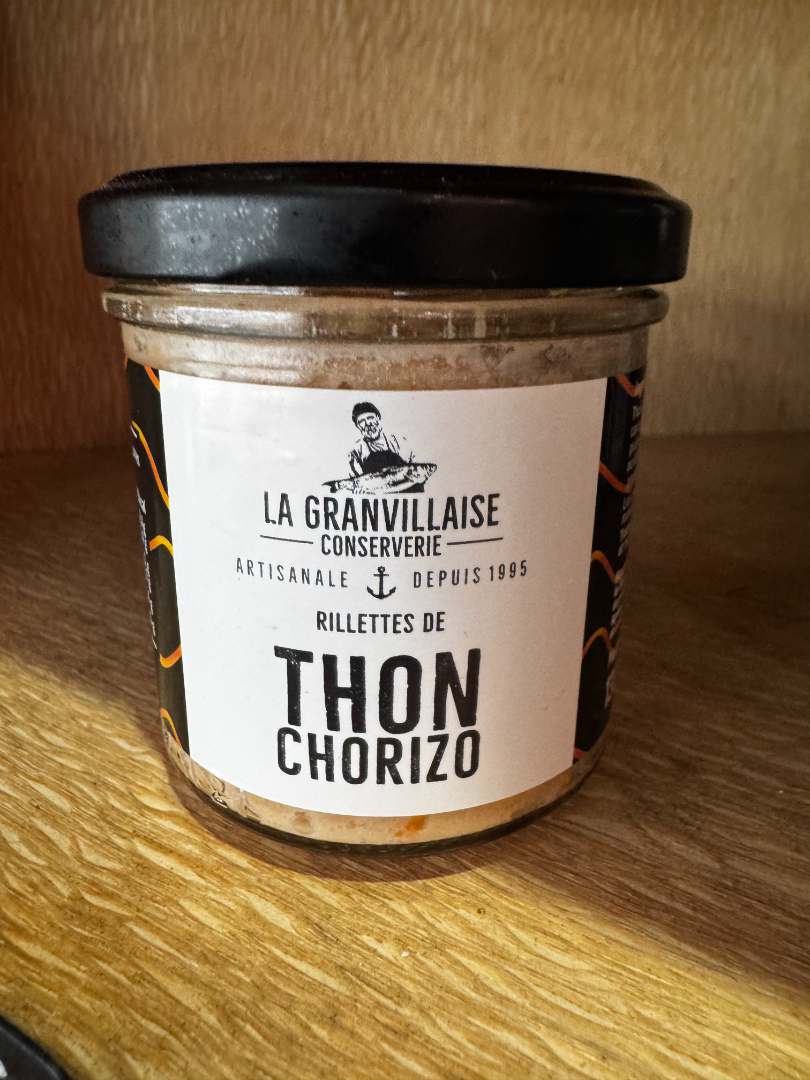 LA GRANVILLAISE
CONSERVERIE
ARTISANALE DEPUIS 1995
RILLETTES DE
THON
CHORIZO